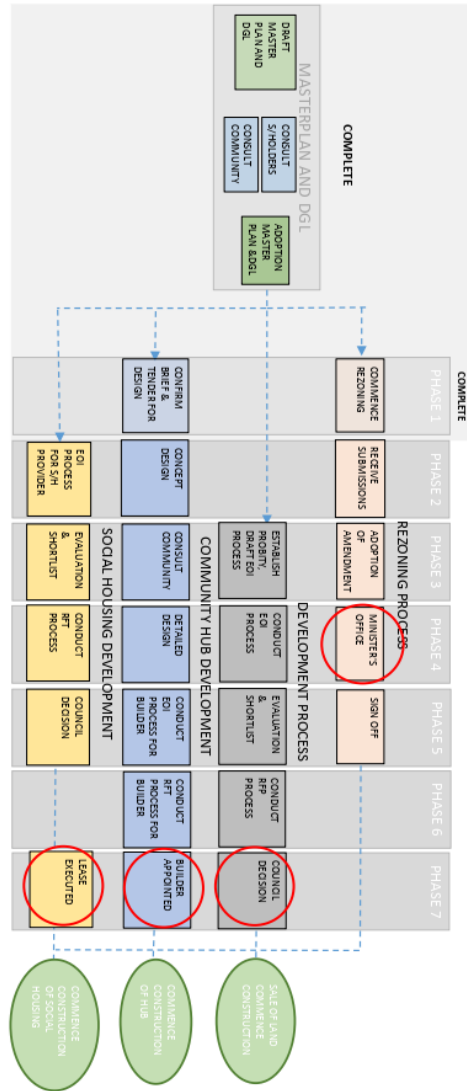 COMPLETE
PHASE 1
PHASE 2
PHASE 3
PHASE 4
PHASE 5
PHASE 6
PHASE 7
COMPLETE
MASTERPLAN AND DGL
DRAFT
MASTER
PLAN AND
DGL
CONSULT
S/HOLDERS
CONSULT
COMMUNITY
ADOPTION
MASTER
PLAN &DGL
REZONING PROCESS
COMMENCE
REZONING
RECEIVE
SUBMISSIONS
ADOPTION
OF
AMENDMENT
MINISTER'S
OFFICE
SIGN OFF
DEVELOPMENT PROCESS
ESTABLISH
PROBITY,
DRAFT EOI
PROCESS
CONDUCT
EOI
PROCESS
EVALUATION
&
SHORTLIST
CONDUCT
RFP
PROCESS
COUNCIL
DECISION
SALE OF LAND
COMMENCE
CONSTRUCTION
COMMUNITY HUB DEVELOPMENT
CONFIRM
BRIEF &
TENDER FOR
DESIGN
CONCEPT
DESIGN
CONSULT
COMMUNITY
DETAILED
DESIGN
CONDUCT
EOI
PROCESS FOR
BUILDER
CONDUCT
RFT
PROCESS FOR
BUILDER
BUILDER
APPOINTED
COMMENCE
CONSTRUCTION
OF HUB
SOCIAL HOUSING DEVELOPMENT
EOI
PROCESS
FOR S/H
PROVIDER
EVALUATION
&
SHORTLIST
CONDUCT
RFT
PROCESS
COUNCIL
DECISION
LEASE
EXECUTED
COMMENCE
CONSTRUCTION
OF SOCIAL
HOUSING